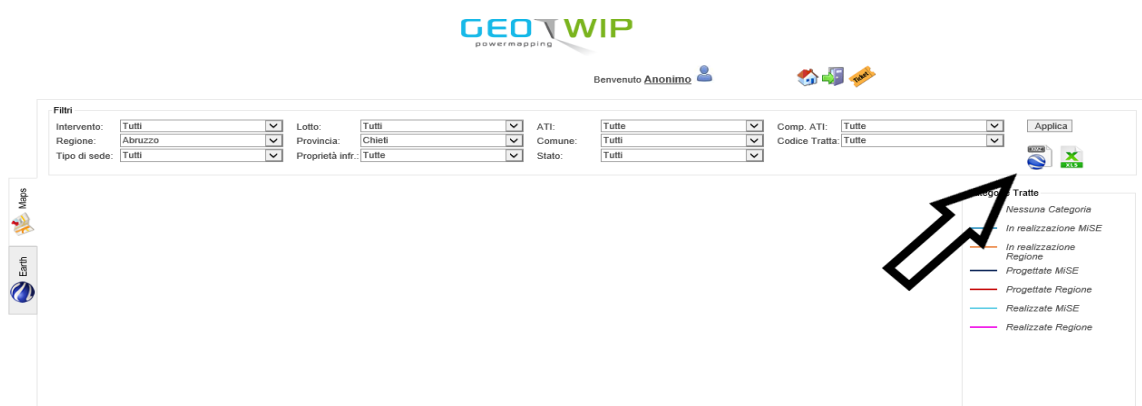 GEO WIP
powermapping
Benvenuto Anonimo
Ticket
Filtri
Intervento: Tutti Lotto: Tutti ATI: Tutte Comp. ATI: Tutte Applica
Regione: Abruzzo Provincia: Chieti Comune: Tutti Codice Tratta: Tutte
Tipo di sede: Tutti Proprietà infr.: Tutte Stato: Tutti
KMZ XLS
Maps
Earth
Tratte
Nessuna Categoria
In realizzazione MiSE
In realizzazione
Regione
Progettate MiSE
Progettate Regione
Realizzate MiSE
Realizzate Regione